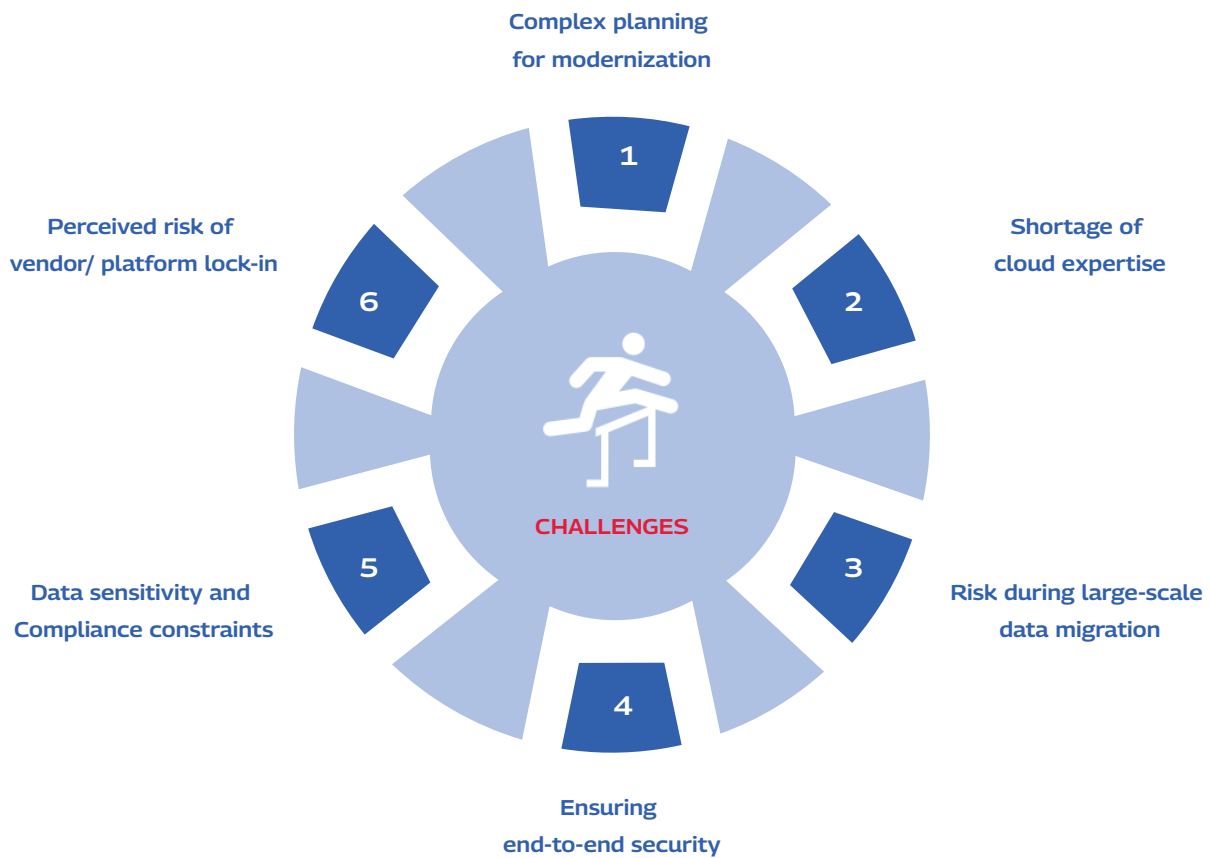 Complex planning
for modernization
1
Shortage of
cloud expertise
2
Risk during large-scale
data migration
3
Ensuring
end-to-end security
4
Data sensitivity and
Compliance constraints
5
Perceived risk of
vendor/ platform lock-in
6
CHALLENGES